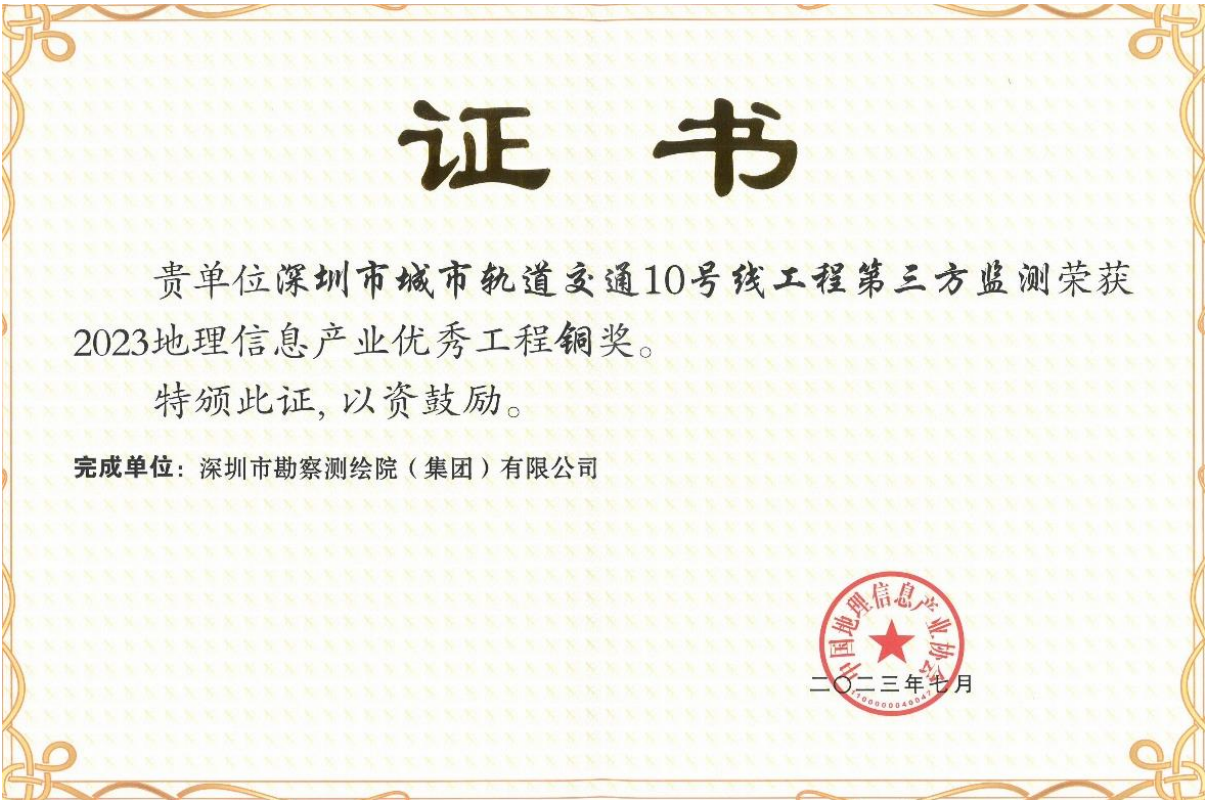 证书
贵单位深圳市城市轨道交通10号线工程第三方监测荣获
2023地理信息产业优秀工程铜奖。
特颁此证, 以资鼓励。
完成单位：深圳市勘察测绘院（集团）有限公司
中国地理信息产业协会
二〇二三年七月